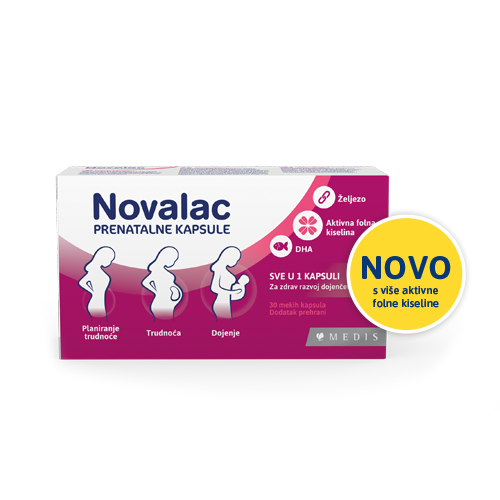 Novalac
PRENATALNE KAPSULE
Željezo
Aktivna folna
kiselina
DHA
SVE U 1 KAPSULI
Za zdrav razvoj dojenče
30 mekih kapsula
Dodatak prehrani
Planiranje
trudnoće
Trudnoća
Dojenje
MEDIS
NOVO
s više aktivne
folne kiseline